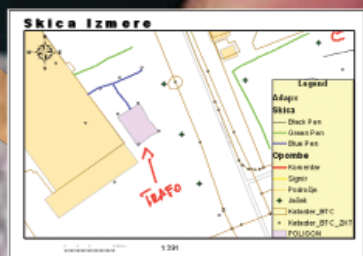 Skica Izmere
Legend
Adapx
Skica
Black Pen
Green Pen
Blue Pen
Opombe
Komentar
Signir
Področje
Jašek
Kataster_BTC
Kataster_BTC_ZHT
POLIGON
TRAFO
1:391